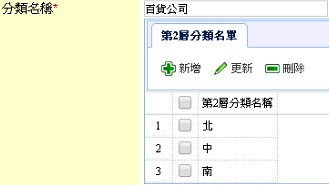 分類名稱* 百貨公司
第2層分類名單
新增 更新 刪除
第2層分類名稱
1 北
2 中
3 南